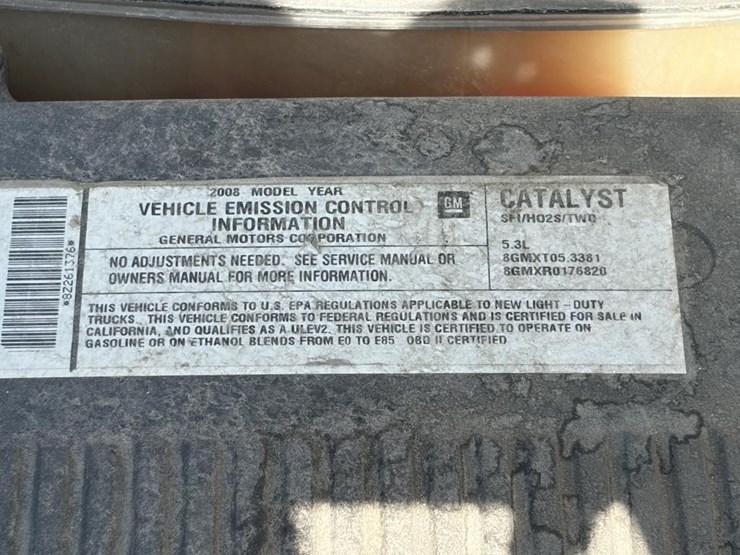 *82261376*
2008 MODEL YEAR
VEHICLE EMISSION CONTROL
INFORMATION
GENERAL MOTORS CORPORATION
GM
NO ADJUSTMENTS NEEDED. SEE SERVICE MANUAL OR
OWNERS MANUAL FOR MORE INFORMATION.
CATALYST
SFI/HO2S/TWC
5.3L
8GMXT05.3381
8GMXR0176820
THIS VEHICLE CONFORMS TO U.S. EPA REGULATIONS APPLICABLE TO NEW LIGHT - DUTY
TRUCKS. THIS VEHICLE CONFORMS TO FEDERAL REGULATIONS AND IS CERTIFIED FOR SALE IN
CALIFORNIA, AND QUALIFIES AS A ULEV2. THIS VEHICLE IS CERTIFIED TO OPERATE ON
GASOLINE OR ON ETHANOL BLENDS FROM E0 TO E85 OBD II CERTIFIED